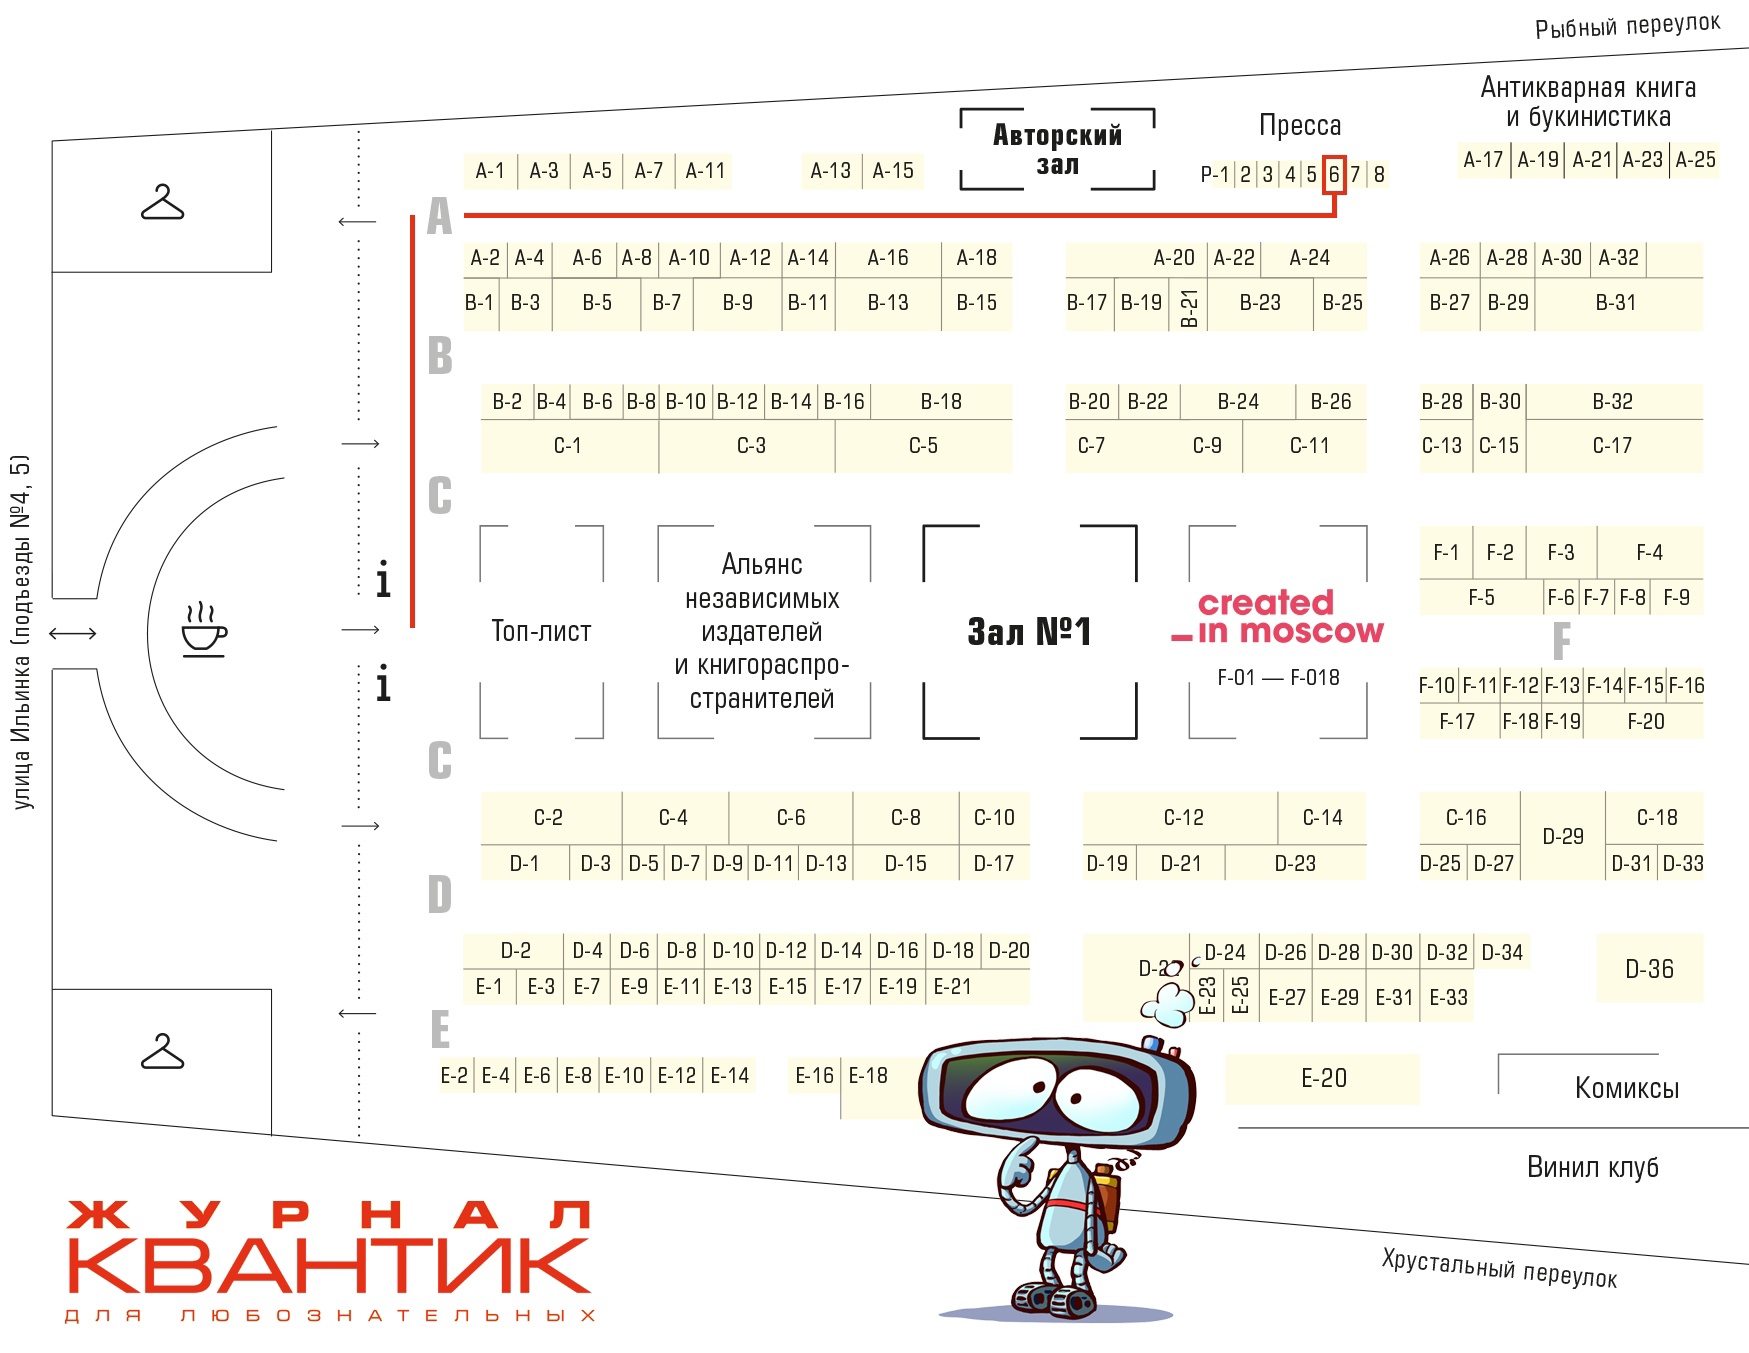 Рыбный переулок
Антикварная книга
и букинистика
Пресса
Авторский
зал
A-1 A-3 A-5 A-7 A-11 A-13 A-15
P-1 2 3 4 5 6 7 8
A-17 A-19 A-21 A-23 A-25
A
A-2 A-4 A-6 A-8 A-10 A-12 A-14 A-16 A-18 A-20 A-22 A-24 A-26 A-28 A-30 A-32
B-1 B-3 B-5 B-7 B-9 B-11 B-13 B-15 B-17 B-19 B-21 B-23 B-25 B-27 B-29 B-31
B
B-2 B-4 B-6 B-8 B-10 B-12 B-14 B-16 B-18 B-20 B-22 B-24 B-26 B-28 B-30 B-32
C-1 C-3 C-5 C-7 C-9 C-11 C-13 C-15 C-17
C
улица Ильинка (подъезды №4, 5)
i
i
Топ-лист
Альянс
независимых
издателей
и книгораспро-
странителей
Зал №1
created
in moscow
F-01 — F-018
F-1 F-2 F-3 F-4
F-5 F-6 F-7 F-8 F-9
F
F-10 F-11 F-12 F-13 F-14 F-15 F-16
F-17 F-18 F-19 F-20
C
C-2 C-4 C-6 C-8 C-10 C-12 C-14 C-16 D-29 C-18
D-1 D-3 D-5 D-7 D-9 D-11 D-13 D-15 D-17 D-19 D-21 D-23 D-25 D-27 D-31 D-33
D
D-2 D-4 D-6 D-8 D-10 D-12 D-14 D-16 D-18 D-20 D-24 D-26 D-28 D-30 D-32 D-34 D-36
E-1 E-3 E-7 E-9 E-11 E-13 E-15 E-17 E-19 E-21 E-23 E-25 E-27 E-29 E-31 E-33
E
E-2 E-4 E-6 E-8 E-10 E-12 E-14 E-16 E-18 E-20
Комиксы
Винил клуб
Хрустальный переулок
ЖУРНАЛ
КВАНТИК
ДЛЯ ЛЮБОЗНАТЕЛЬНЫХ